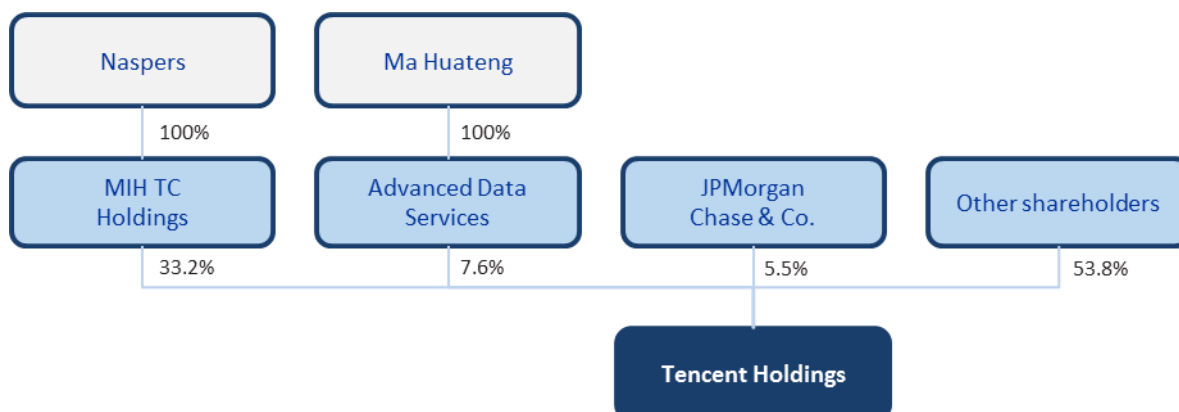 Naspers
Ma Huateng
100%
100%
MIH TC
Holdings
Advanced Data
Services
JPMorgan
Chase & Co.
Other shareholders
33.2%
7.6%
5.5%
53.8%
Tencent Holdings